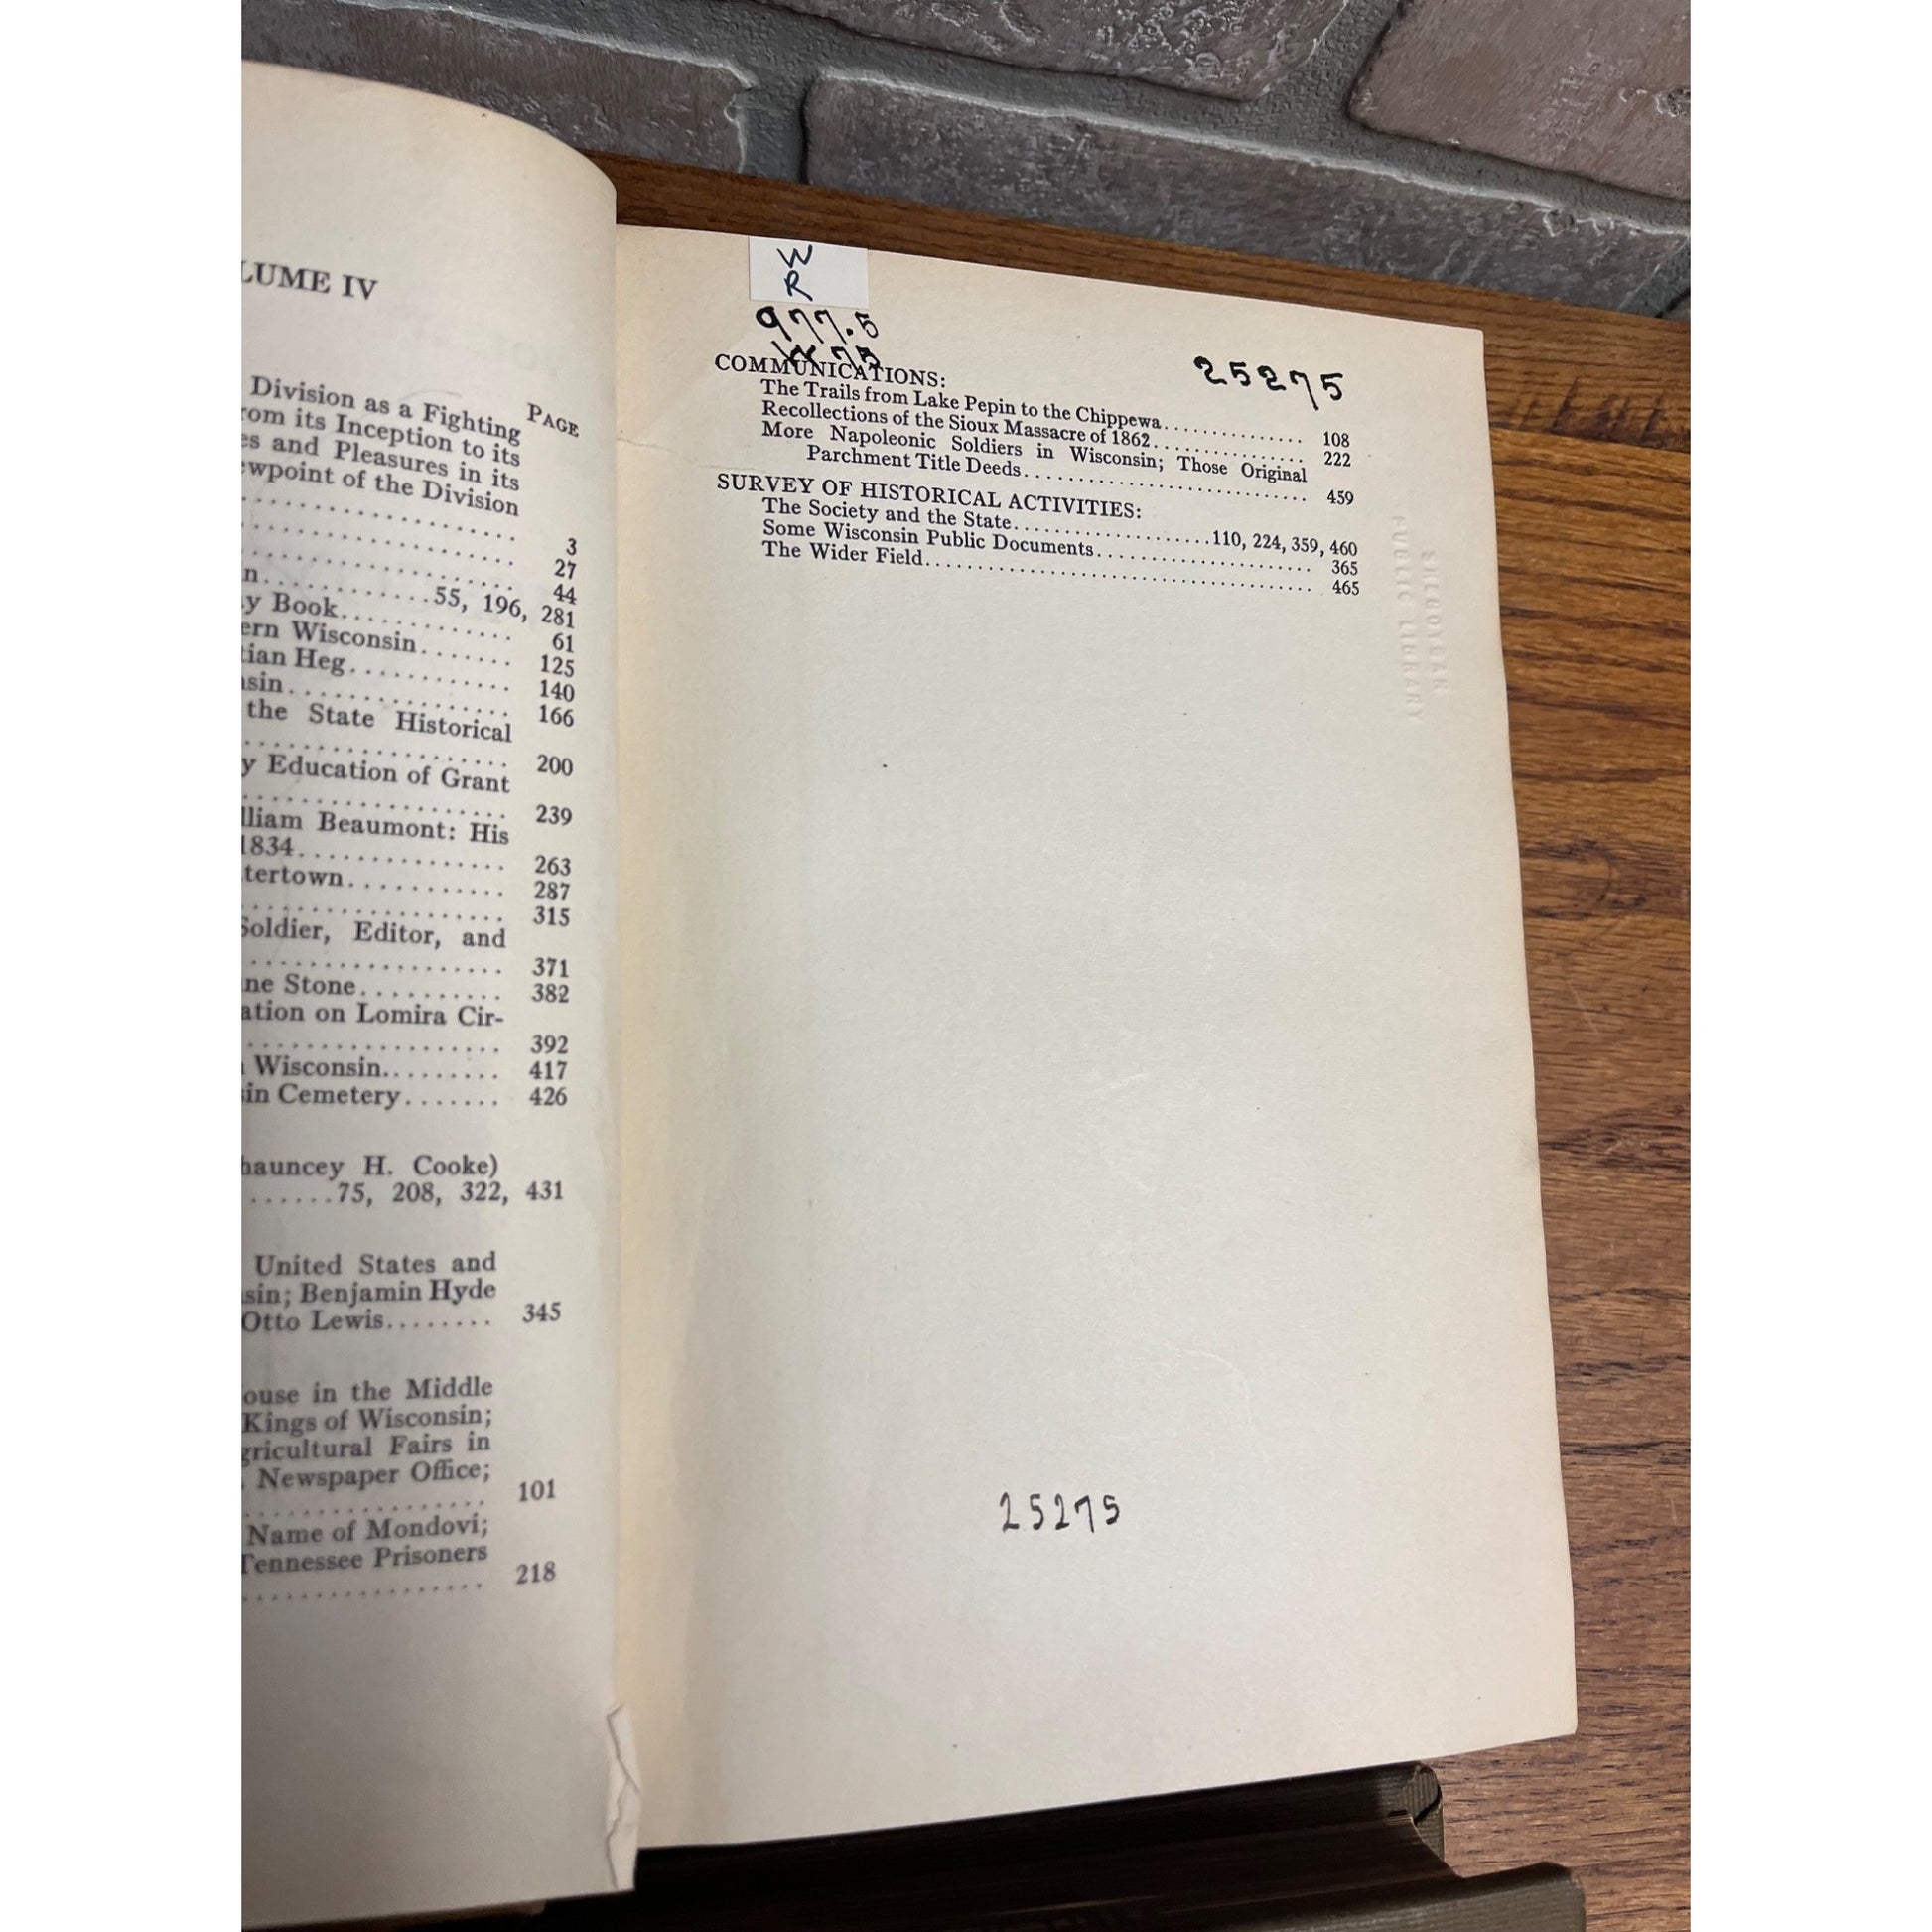 LUME IV
PAGE
Division as a Fighting
rom its Inception to its
es and Pleasures in its
ewpoint of the Division
.................... 3
.................... 27
.................... 44
n............55, 196, 281
y Book............. 61
ern Wisconsin....... 125
tian Heg............ 140
sin................. 166
the State Historical
.................... 200
y Education of Grant
.................... 239
lliam Beaumont: His
1834................ 263
tertown........... 287
.................... 315
Soldier, Editor, and
.................... 371
ne Stone.......... 382
ation on Lomira Cir-
.................... 392
Wisconsin......... 417
in Cemetery....... 426
hauncey H. Cooke)
......75, 208, 322, 431
United States and
sin; Benjamin Hyde
Otto Lewis........ 345
ouse in the Middle
Kings of Wisconsin;
gricultural Fairs in
Newspaper Office;
.................... 101
Name of Mondovi;
Tennessee Prisoners
.................... 218
W
R
977.5
W75
25275
COMMUNICATIONS:
The Trails from Lake Pepin to the Chippewa............... 108
Recollections of the Sioux Massacre of 1862................ 222
More Napoleonic Soldiers in Wisconsin; Those Original
Parchment Title Deeds............................. 459
SURVEY OF HISTORICAL ACTIVITIES:
The Society and the State....................110, 224, 359, 460
Some Wisconsin Public Documents....................... 365
The Wider Field........................................ 465
SHEBOYGAN
PUBLIC LIBRARY
25275